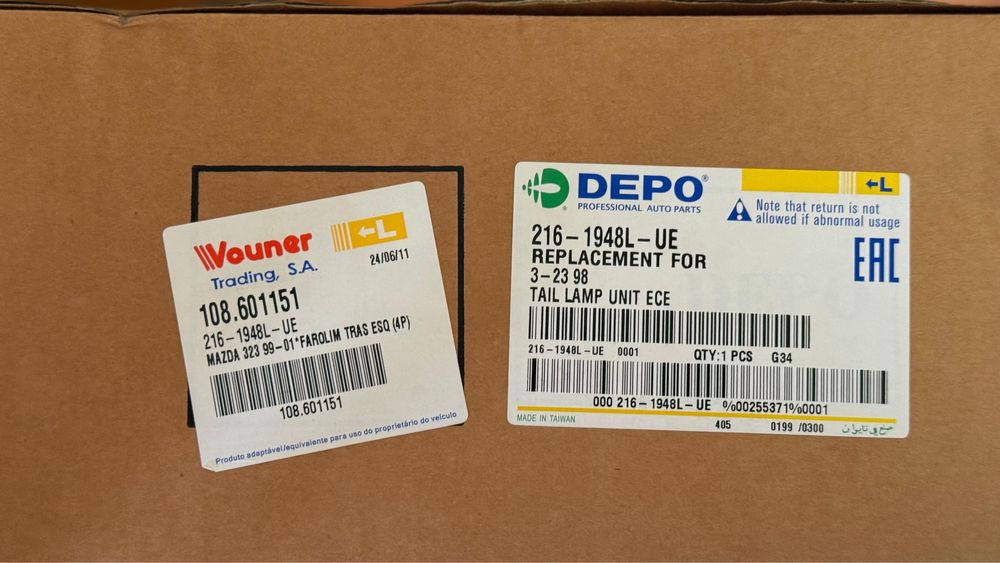 Vouner
Trading, S.A.
←L
24/06/11
108.601151
216-1948L-UE
MAZDA 323 99-01*FAROLIM TRAS ESQ (4P)
108.601151
Produto adaptável/equivalente para uso do proprietário do veículo
DEPO®
PROFESSIONAL AUTO PARTS
←L
Note that return is not
allowed if abnormal usage
216-1948L-UE
REPLACEMENT FOR
3-23 98
TAIL LAMP UNIT ECE
EAC
216-1948L-UE 0001 QTY:1 PCS G34
000 216-1948L-UE %00255371%0001
MADE IN TAIWAN 405 0199 /0300 صنع في تايوان